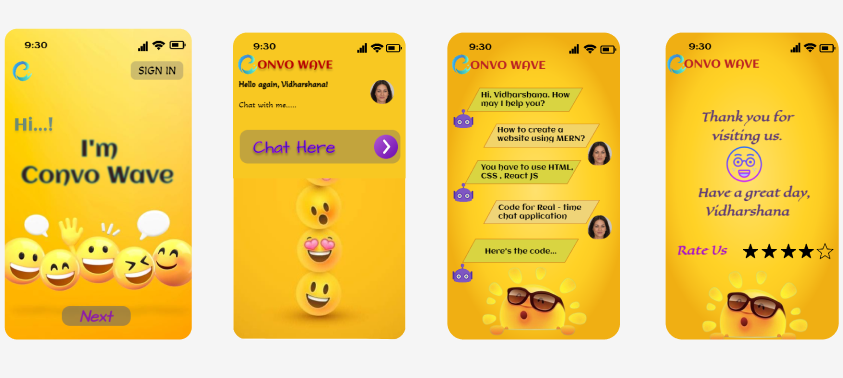 9:30
SIGN IN
Hi...!
I'm
Convo Wave
Next
9:30
CONVO WAVE
Hello again, Vidharshana!
Chat with me.....
Chat Here
9:30
CONVO WAVE
Hi, Vidharshana. How
may I help you?
How to create a
website using MERN?
You have to use HTML,
CSS , React JS
Code for Real - time
chat application
Here's the code...
9:30
CONVO WAVE
Thank you for
visiting us.
Have a great day,
Vidharshana
Rate Us